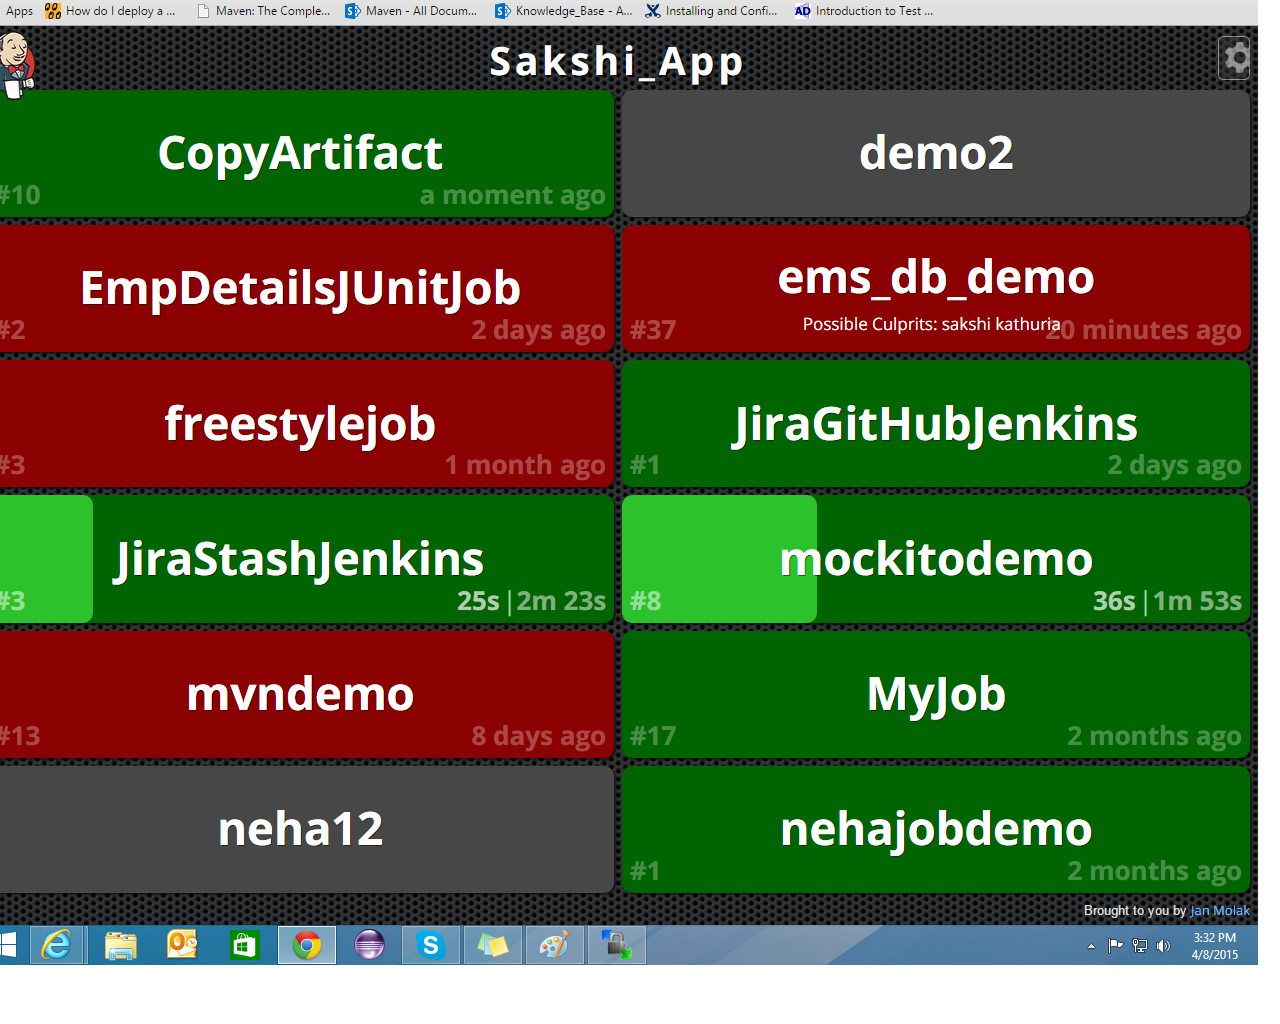 Apps How do I deploy a ... Maven: The Comple... Maven - All Docum... Knowledge_Base - A... Installing and Confi... AD Introduction to Test ...
Sakshi_App
CopyArtifact
#10 a moment ago
demo2
EmpDetailsJUnitJob
#2 2 days ago
ems_db_demo
Possible Culprits: sakshi kathuria
#37 20 minutes ago
freestylejob
#3 1 month ago
JiraGitHubJenkins
#1 2 days ago
JiraStashJenkins
#3 25s | 2m 23s
mockitodemo
#8 36s | 1m 53s
mvndemo
#13 8 days ago
MyJob
#17 2 months ago
neha12
nehajobdemo
#1 2 months ago
Brought to you by Jan Molak
3:32 PM
4/8/2015